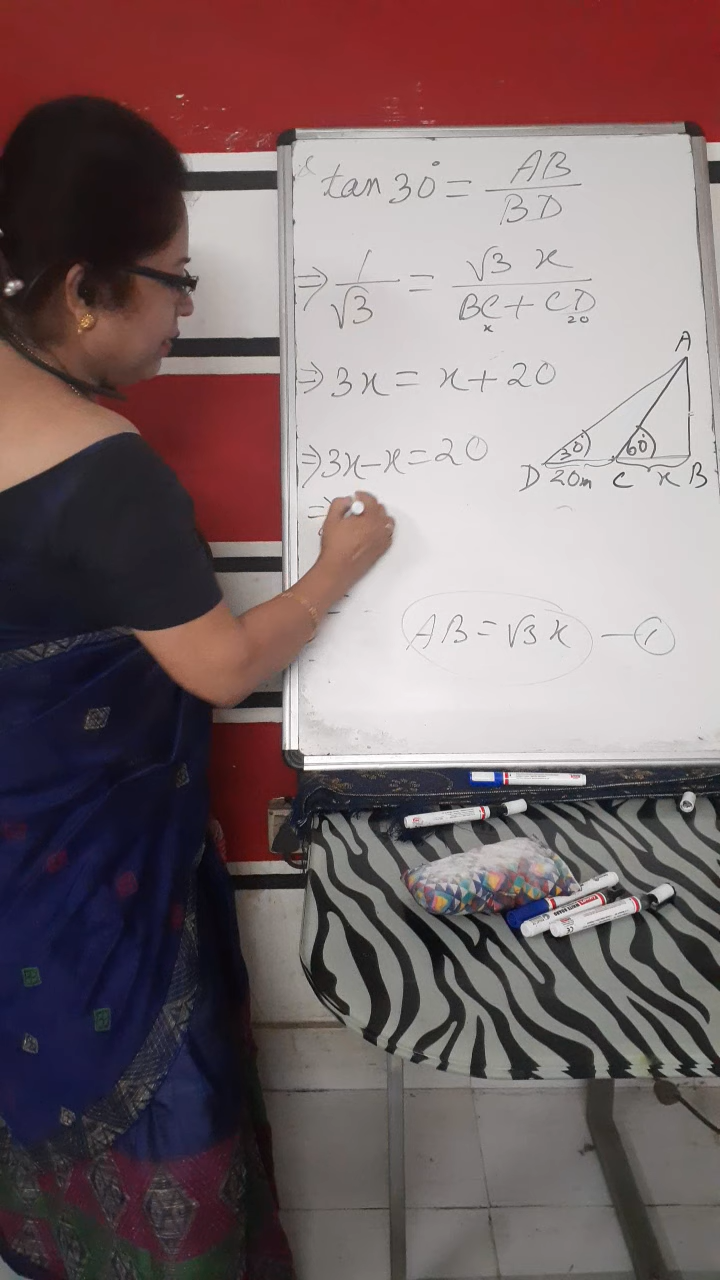 tan 30° = AB/BD
⇒ 1/√3 = √3 x/BC + CD
x 20
⇒ 3x = x + 20
A
⇒ 3x - x = 20
30° 60°
D 20m C x B
⇒
AB = √3 x — ①